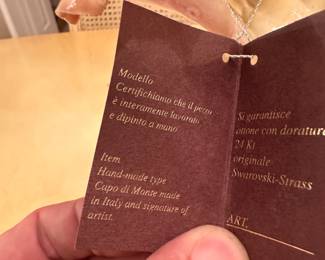 Modello
Certifichiamo che il pezzo
è interamente lavorato
e dipinto a mano
Item
Hand-made type
Capo di Monte made
in Italy and signature of
artist.
Si garantisce
ottone con doratura
24 Kt
originale
Swarovski-Strass
ART.